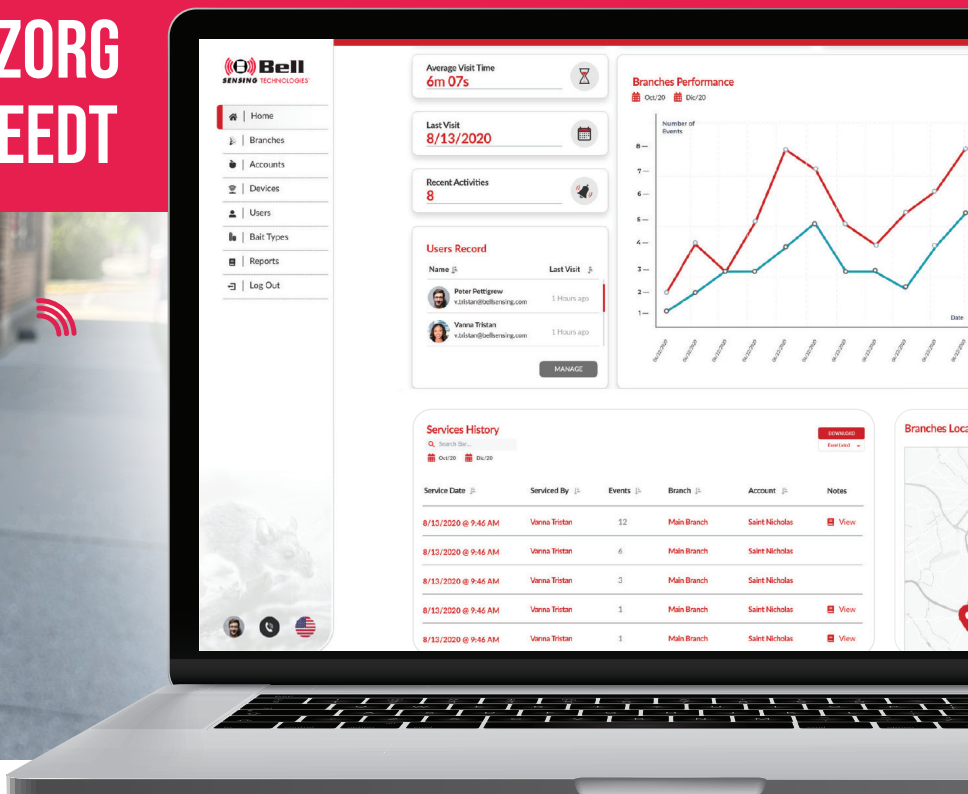 ZORG
EEDT
Bell
SENSING TECHNOLOGIES
Home
Branches
Accounts
Devices
Users
Bait Types
Reports
Log Out
Average Visit Time
6m 07s
Last Visit
8/13/2020
Recent Activities
8
Users Record
Name Last Visit
Peter Pettigrew
v.tristan@bellsensing.com 1 Hours ago
Vanna Tristan
v.tristan@bellsensing.com 1 Hours ago
MANAGE
Branches Performance
Oct/20 Dic/20
Number of
Events
8
7
6
5
4
3
2
1
Date
Services History
Search Bar...
Oct/20 Dic/20
DOWNLOAD
Service Date Serviced By Events Branch Account Notes
8/13/2020 @ 9:46 AM Vanna Tristan 12 Main Branch Saint Nicholas View
8/13/2020 @ 9:46 AM Vanna Tristan 6 Main Branch Saint Nicholas
8/13/2020 @ 9:46 AM Vanna Tristan 3 Main Branch Saint Nicholas
8/13/2020 @ 9:46 AM Vanna Tristan 1 Main Branch Saint Nicholas View
8/13/2020 @ 9:46 AM Vanna Tristan 1 Main Branch Saint Nicholas View
Branches Loca